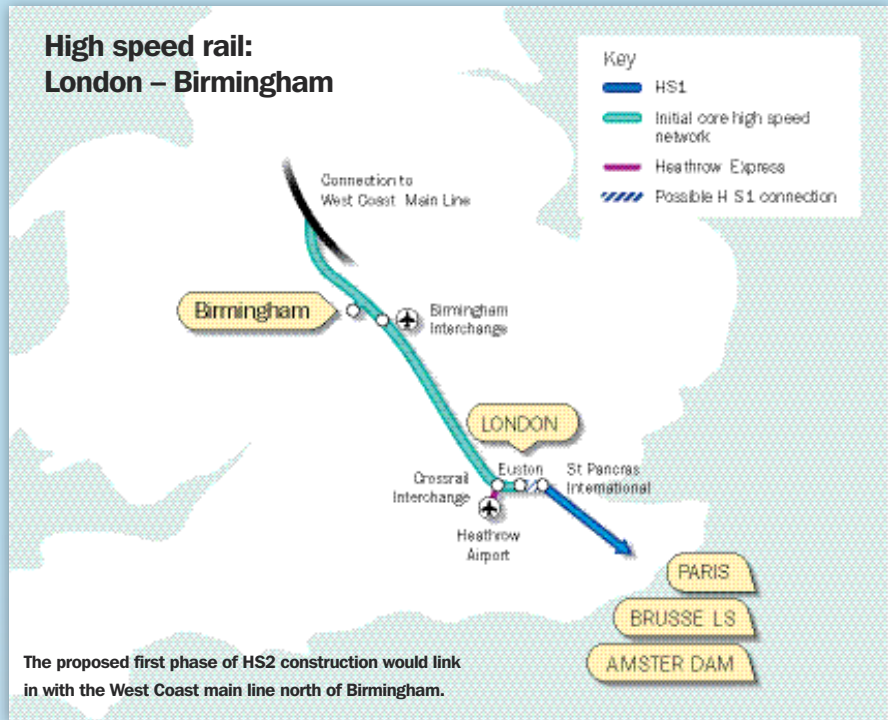 High speed rail:
London – Birmingham
Key
HS1
Initial core high speed
network
Heathrow Express
Possible H S1 connection
Connection to
West Coast Main Line
Birmingham
Birmingham
Interchange
LONDON
Crossrail
Interchange
Euston
St Pancras
International
Heathrow
Airport
PARIS
BRUSSE LS
AMSTER DAM
The proposed first phase of HS2 construction would link
in with the West Coast main line north of Birmingham.